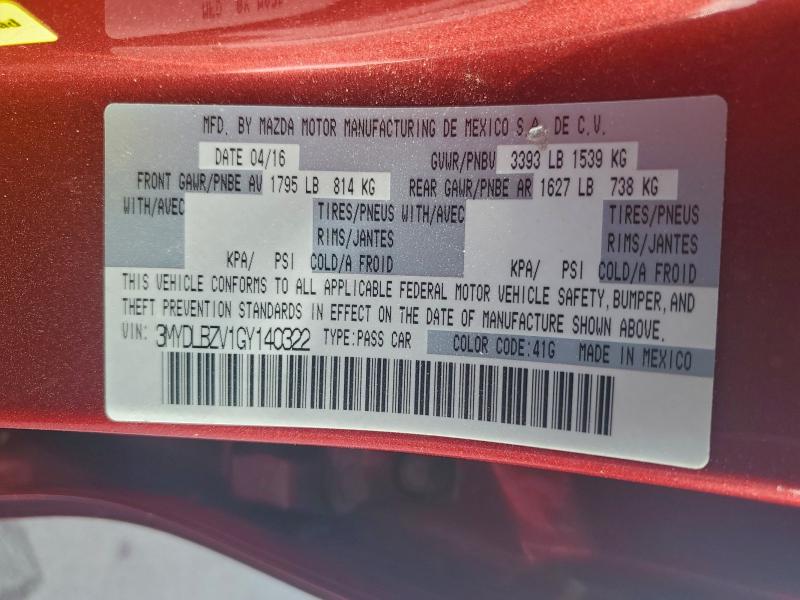 MFD. BY MAZDA MOTOR MANUFACTURING DE MEXICO S.A. DE C.V.
DATE 04/16 GVWR/PNBV 3393 LB 1539 KG
FRONT GAWR/PNBE AV 1795 LB 814 KG REAR GAWR/PNBE AR 1627 LB 738 KG
WITH/AVEC TIRES/PNEUS WITH/AVEC TIRES/PNEUS
RIMS/JANTES RIMS/JANTES
KPA/ PSI COLD/A FROID KPA/ PSI COLD/A FROID
THIS VEHICLE CONFORMS TO ALL APPLICABLE FEDERAL MOTOR VEHICLE SAFETY, BUMPER, AND
THEFT PREVENTION STANDARDS IN EFFECT ON THE DATE OF MANUFACTURE SHOWN ABOVE.
VIN: 3MYDLBZV1GY140322 TYPE:PASS CAR COLOR CODE:41G MADE IN MEXICO